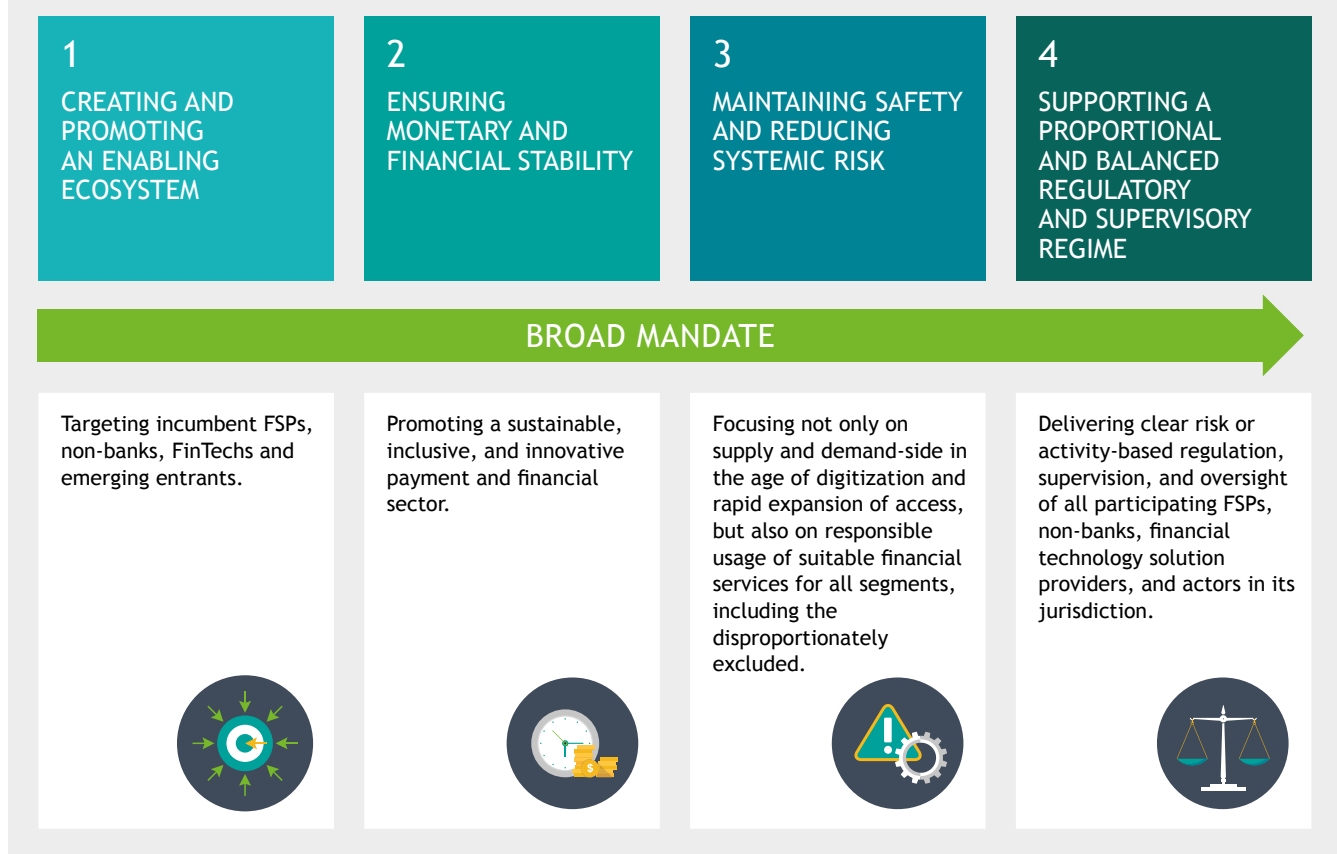 1
CREATING AND
PROMOTING
AN ENABLING
ECOSYSTEM
2
ENSURING
MONETARY AND
FINANCIAL STABILITY
3
MAINTAINING SAFETY
AND REDUCING
SYSTEMIC RISK
4
SUPPORTING A
PROPORTIONAL
AND BALANCED
REGULATORY
AND SUPERVISORY
REGIME
BROAD MANDATE
Targeting incumbent FSPs,
non-banks, FinTechs and
emerging entrants.
Promoting a sustainable,
inclusive, and innovative
payment and financial
sector.
Focusing not only on
supply and demand-side in
the age of digitization and
rapid expansion of access,
but also on responsible
usage of suitable financial
services for all segments,
including the
disproportionately
excluded.
Delivering clear risk or
activity-based regulation,
supervision, and oversight
of all participating FSPs,
non-banks, financial
technology solution
providers, and actors in its
jurisdiction.
$